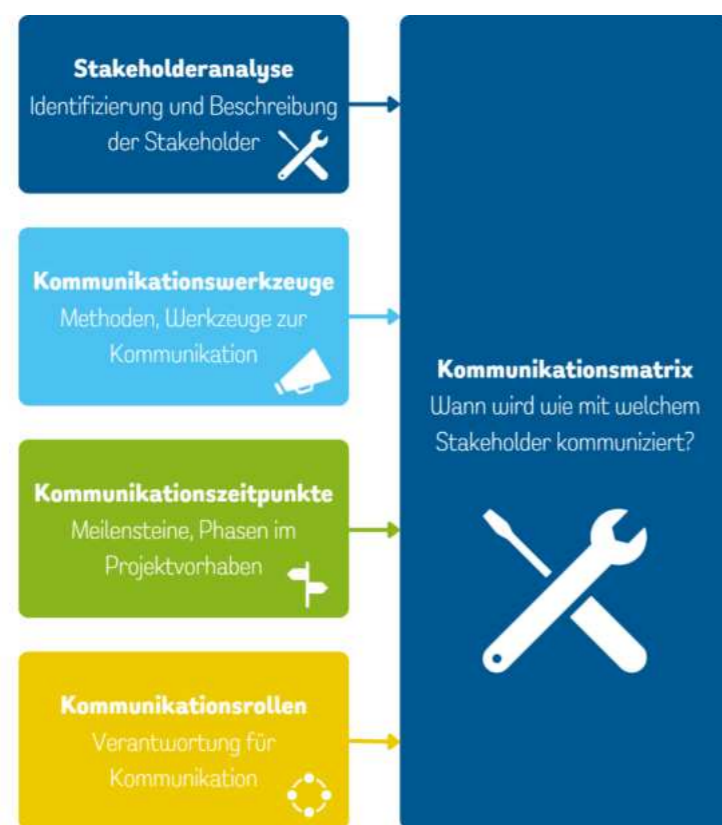 Stakeholderanalyse
Identifizierung und Beschreibung
der Stakeholder
Kommunikationswerkzeuge
Methoden, Werkzeuge zur
Kommunikation
Kommunikationszeitpunkte
Meilensteine, Phasen im
Projektvorhaben
Kommunikationsrollen
Verantwortung für
Kommunikation
Kommunikationsmatrix
Wann wird wie mit welchem
Stakeholder kommuniziert?